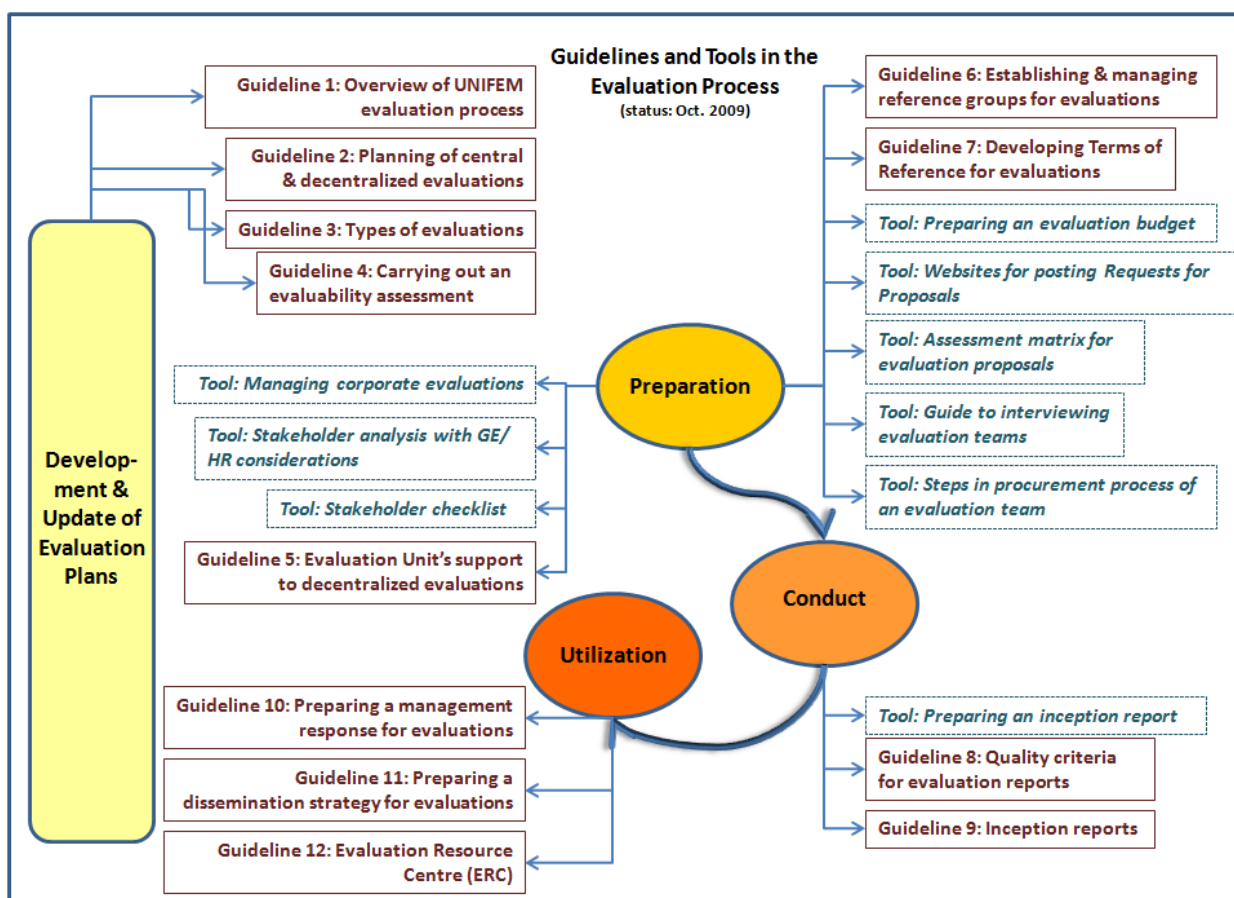 Guidelines and Tools in the
Evaluation Process
(status: Oct. 2009)
Guideline 1: Overview of UNIFEM
evaluation process
Guideline 2: Planning of central
& decentralized evaluations
Guideline 3: Types of evaluations
Guideline 4: Carrying out an
evaluability assessment
Develop-
ment &
Update of
Evaluation
Plans
Preparation
Tool: Managing corporate evaluations
Tool: Stakeholder analysis with GE/
HR considerations
Tool: Stakeholder checklist
Guideline 5: Evaluation Unit's support
to decentralized evaluations
Guideline 6: Establishing & managing
reference groups for evaluations
Guideline 7: Developing Terms of
Reference for evaluations
Tool: Preparing an evaluation budget
Tool: Websites for posting Requests for
Proposals
Tool: Assessment matrix for
evaluation proposals
Tool: Guide to interviewing
evaluation teams
Tool: Steps in procurement process of
an evaluation team
Conduct
Tool: Preparing an inception report
Guideline 8: Quality criteria
for evaluation reports
Guideline 9: Inception reports
Utilization
Guideline 10: Preparing a management
response for evaluations
Guideline 11: Preparing a
dissemination strategy for evaluations
Guideline 12: Evaluation Resource
Centre (ERC)